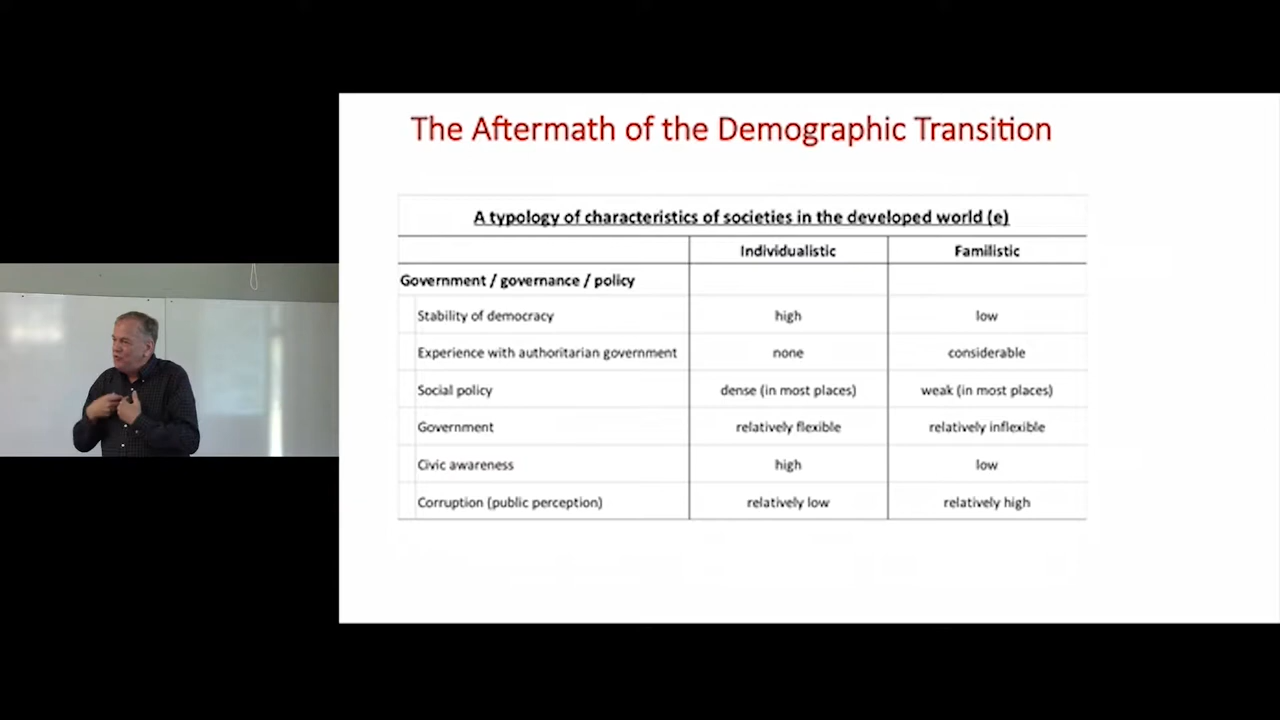 The Aftermath of the Demographic Transition
A typology of characteristics of societies in the developed world (e)
Individualistic Familistic
Government / governance / policy
Stability of democracy high low
Experience with authoritarian government none considerable
Social policy dense (in most places) weak (in most places)
Government relatively flexible relatively inflexible
Civic awareness high low
Corruption (public perception) relatively low relatively high